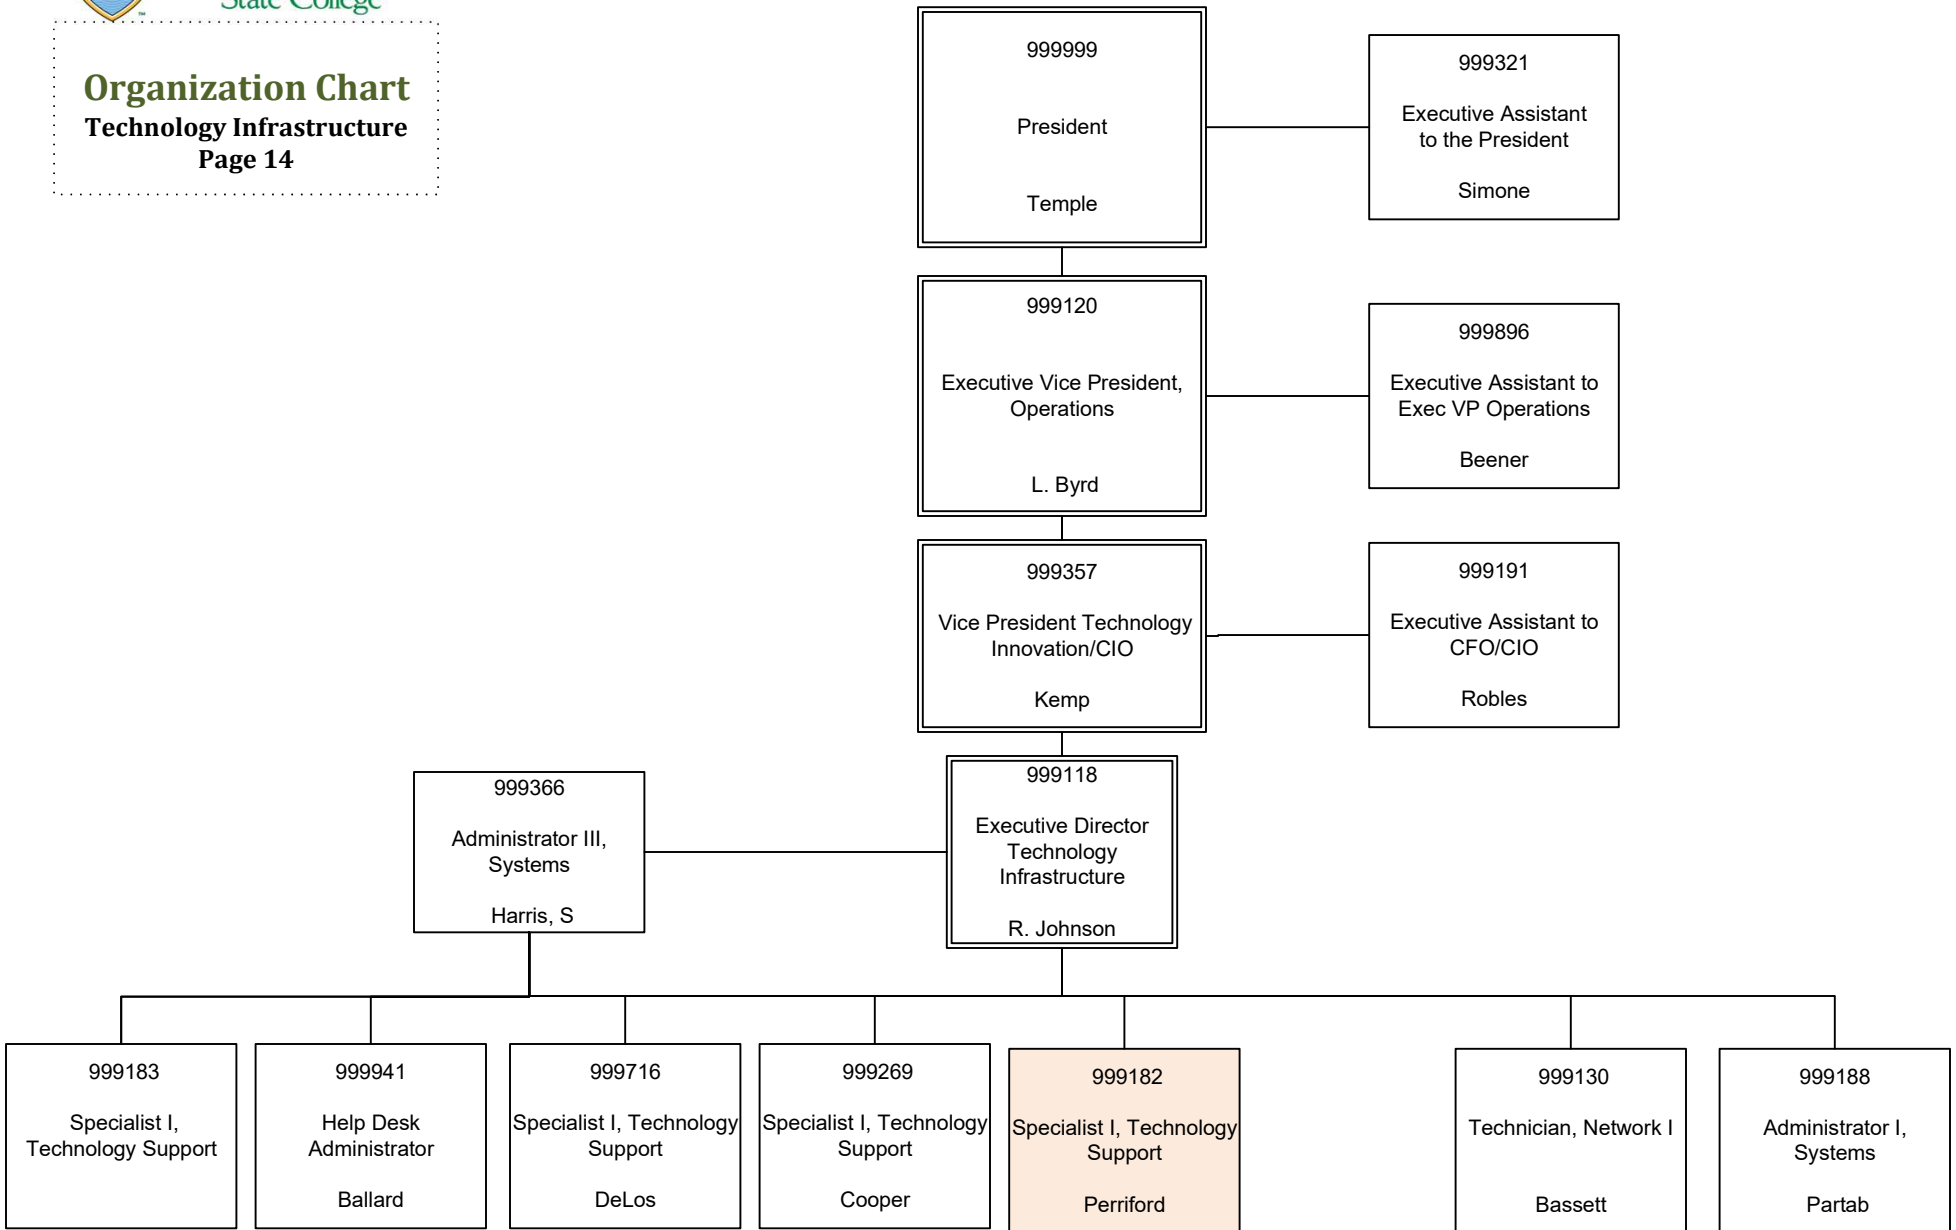 State College
™
Organization Chart
Technology Infrastructure
Page 14
999999
President
Temple
999321
Executive Assistant
to the President
Simone
999120
Executive Vice President,
Operations
L. Byrd
999896
Executive Assistant to
Exec VP Operations
Beener
999357
Vice President Technology
Innovation/CIO
Kemp
999191
Executive Assistant to
CFO/CIO
Robles
999366
Administrator III,
Systems
Harris, S
999118
Executive Director
Technology
Infrastructure
R. Johnson
999183
Specialist I,
Technology Support
999941
Help Desk
Administrator
Ballard
999716
Specialist I, Technology
Support
DeLos
999269
Specialist I, Technology
Support
Cooper
999182
Specialist I, Technology
Support
Perriford
999130
Technician, Network I
Bassett
999188
Administrator I,
Systems
Partab